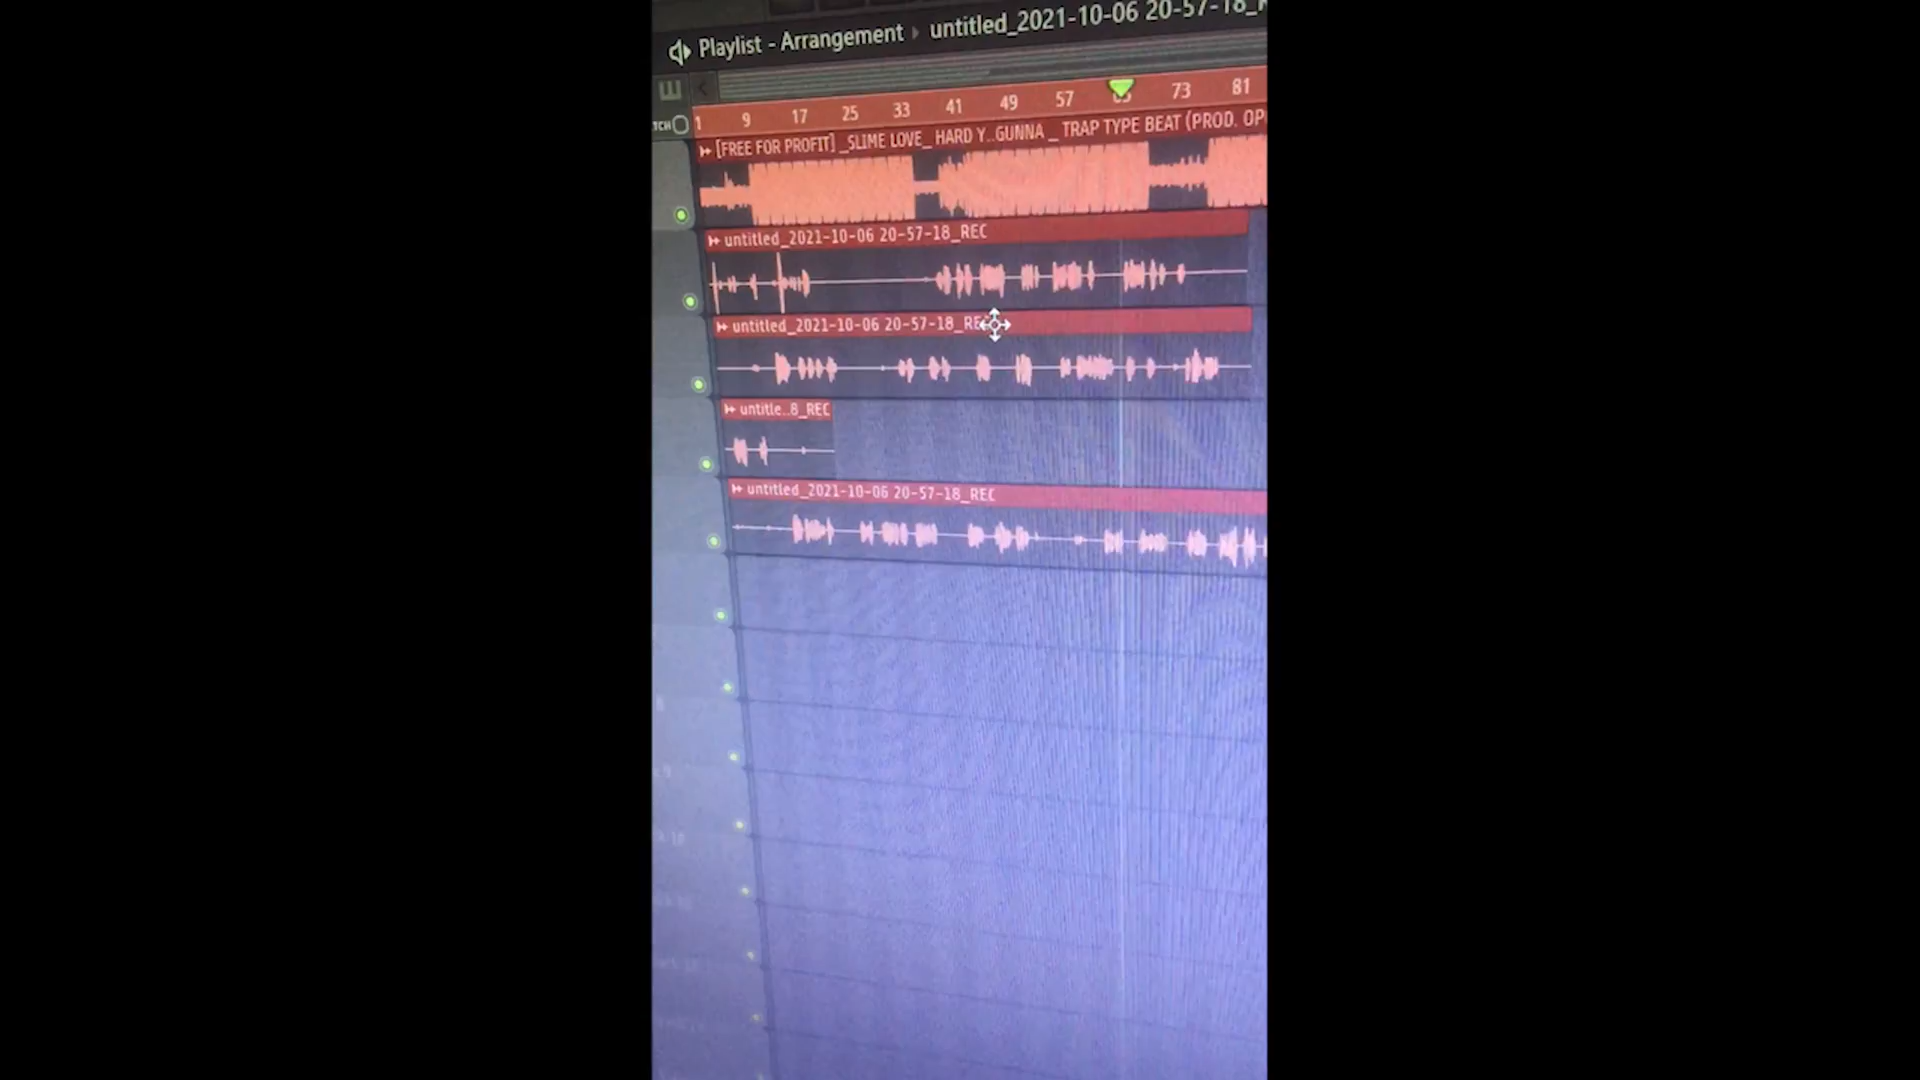 Playlist - Arrangement ▸ untitled_2021-10-06 20-57-18_R
1 9 17 25 33 41 49 57 65 73 81
[FREE FOR PROFIT] _SLIME LOVE_ HARD Y..GUNNA _ TRAP TYPE BEAT (PROD. OP
untitled_2021-10-06 20-57-18_REC
untitled_2021-10-06 20-57-18_RE
untitle..8_REC
untitled_2021-10-06 20-57-18_REC